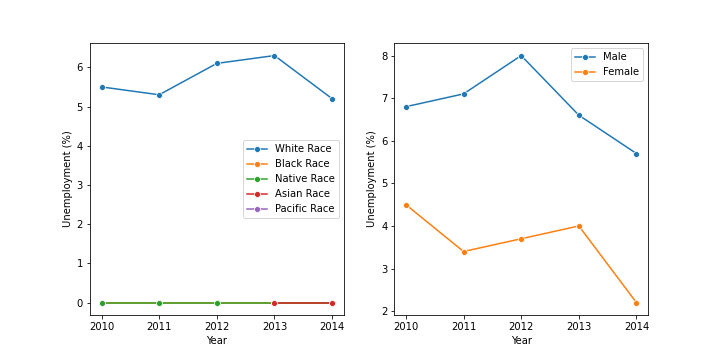 6
5
4
3
2
1
0
Unemployment (%)
White Race
Black Race
Native Race
Asian Race
Pacific Race
2010 2011 2012 2013 2014
Year
8
7
6
5
4
3
2
Unemployment (%)
Male
Female
2010 2011 2012 2013 2014
Year